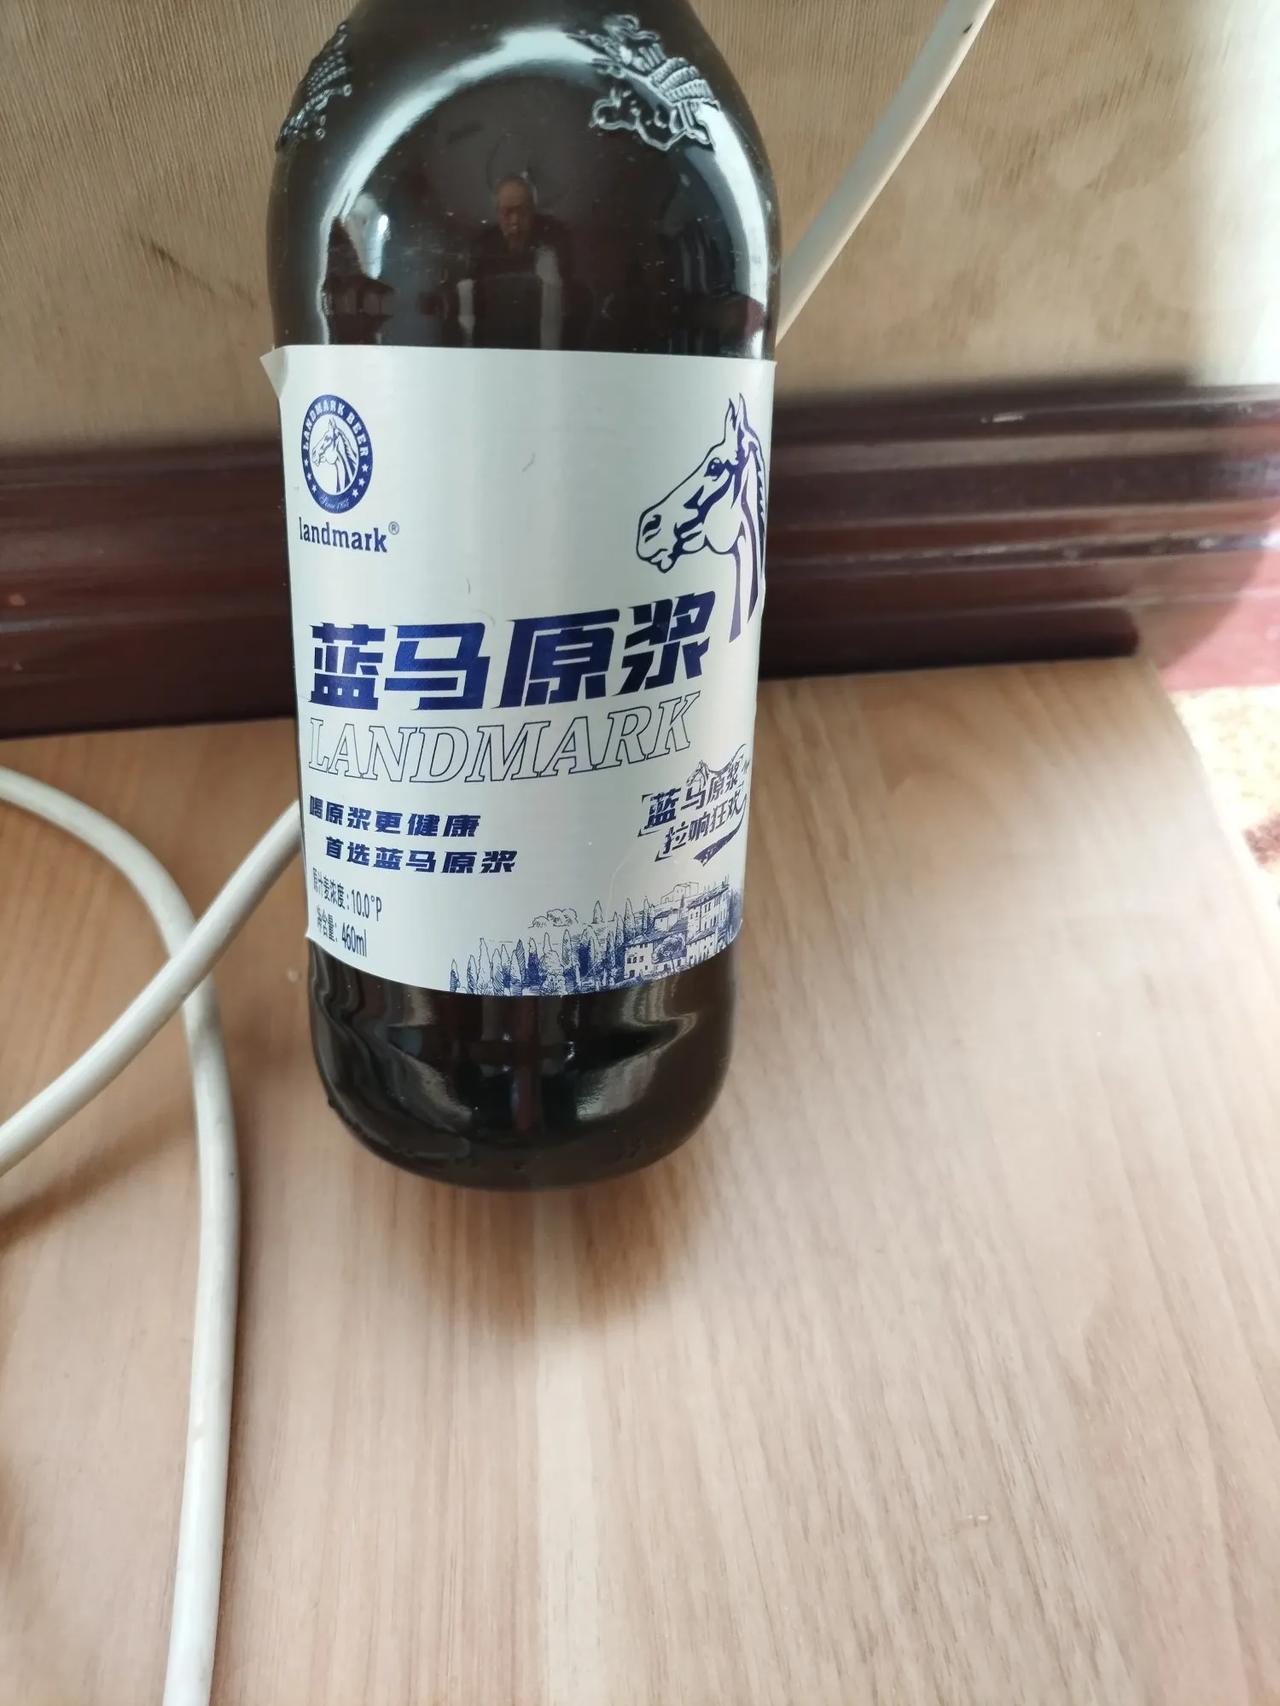 LANDMARK BEER
landmark®
蓝马原浆
LANDMARK
喝原浆更健康
首选蓝马原浆
蓝马原浆
拉响狂欢
原汁麦浓度:10.0°P
净含量:460ml